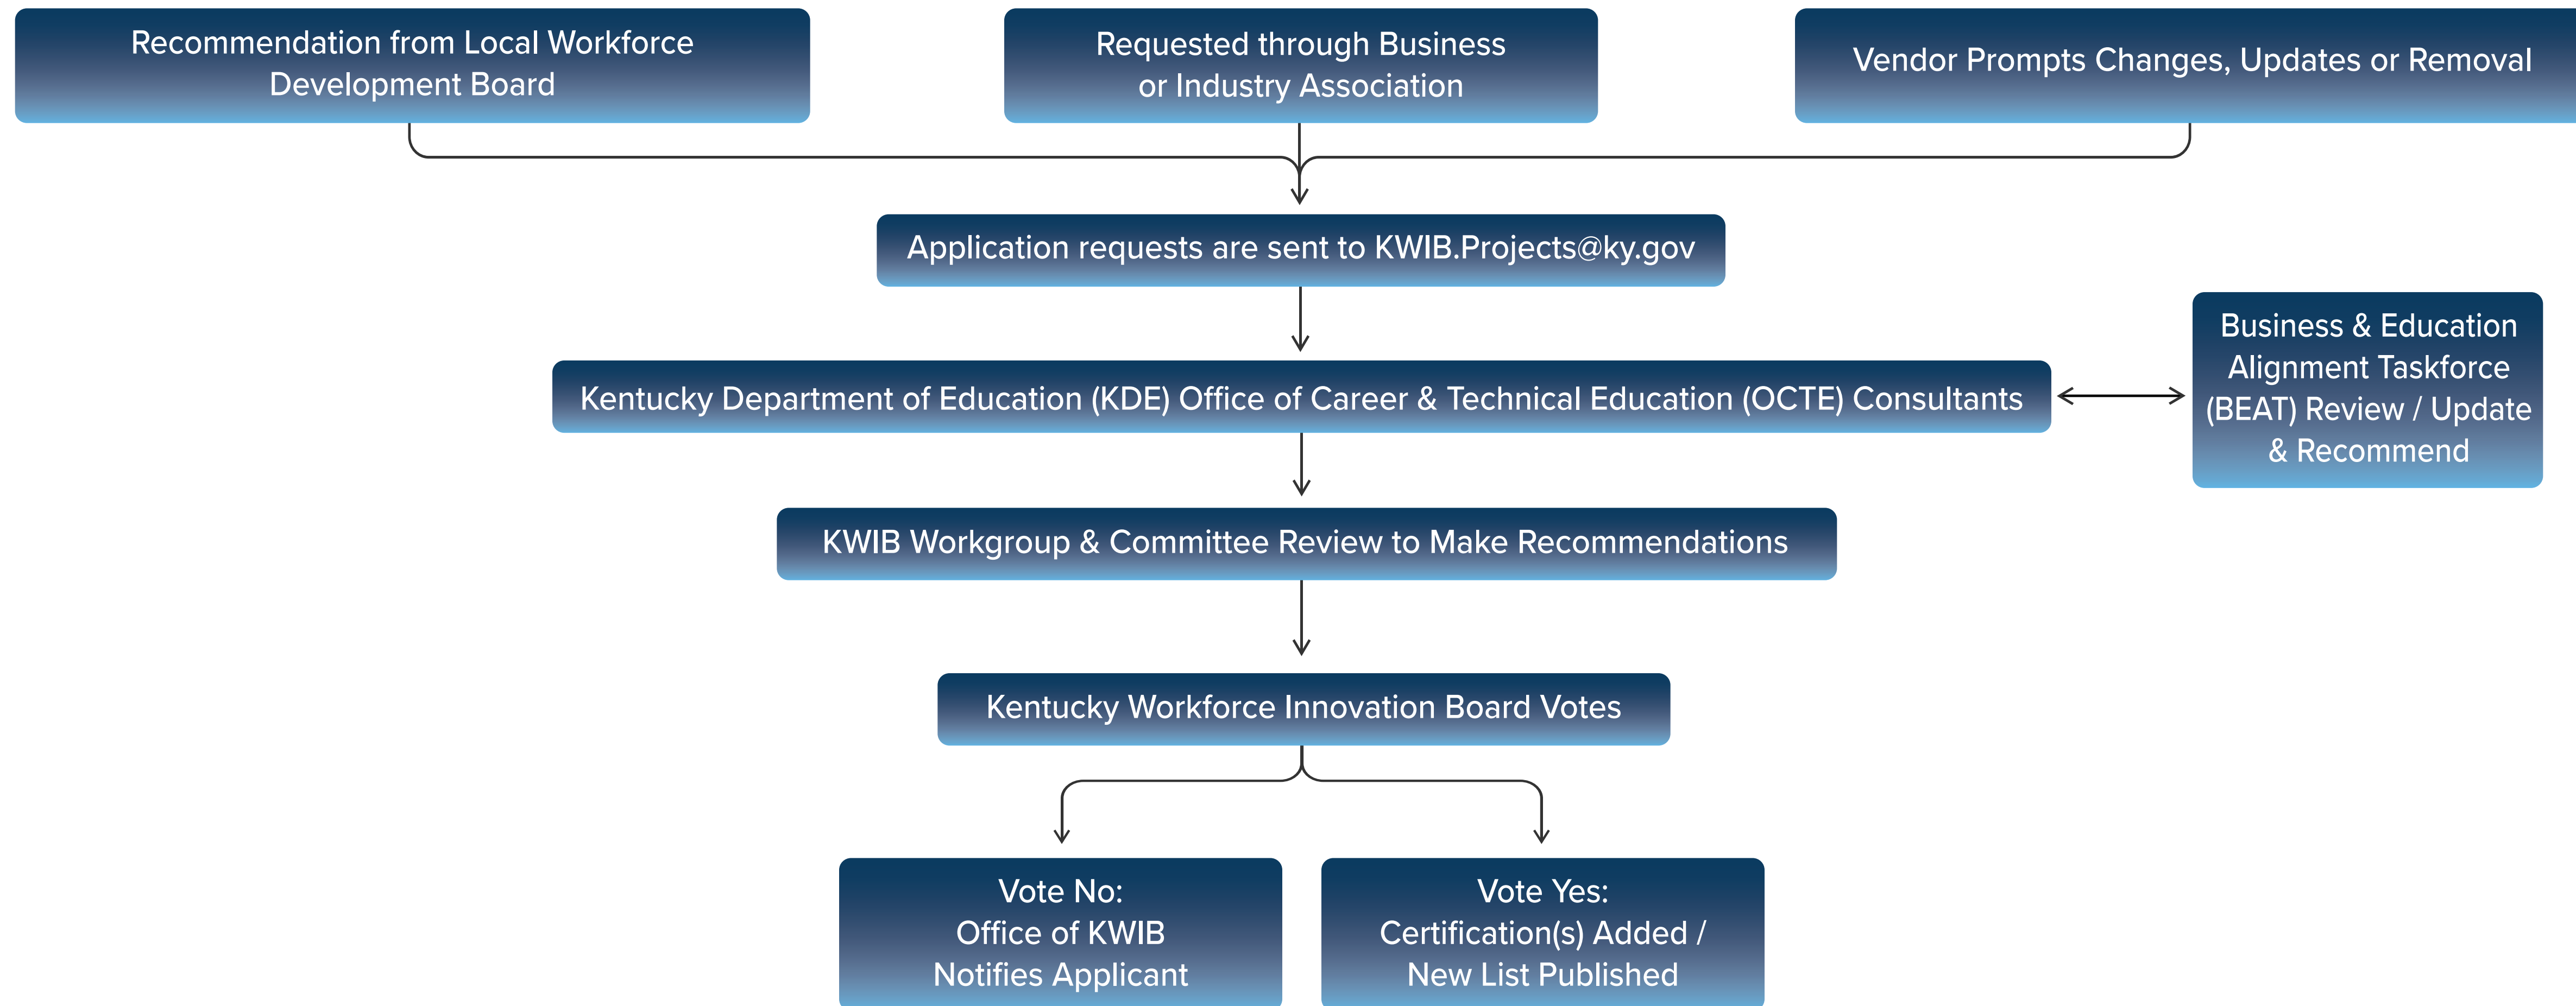 Recommendation from Local Workforce
Development Board
Requested through Business
or Industry Association
Vendor Prompts Changes, Updates or Removal
Application requests are sent to KWIB.Projects@ky.gov
Kentucky Department of Education (KDE) Office of Career & Technical Education (OCTE) Consultants
Business & Education
Alignment Taskforce
(BEAT) Review / Update
& Recommend
KWIB Workgroup & Committee Review to Make Recommendations
Kentucky Workforce Innovation Board Votes
Vote No:
Office of KWIB
Notifies Applicant
Vote Yes:
Certification(s) Added /
New List Published